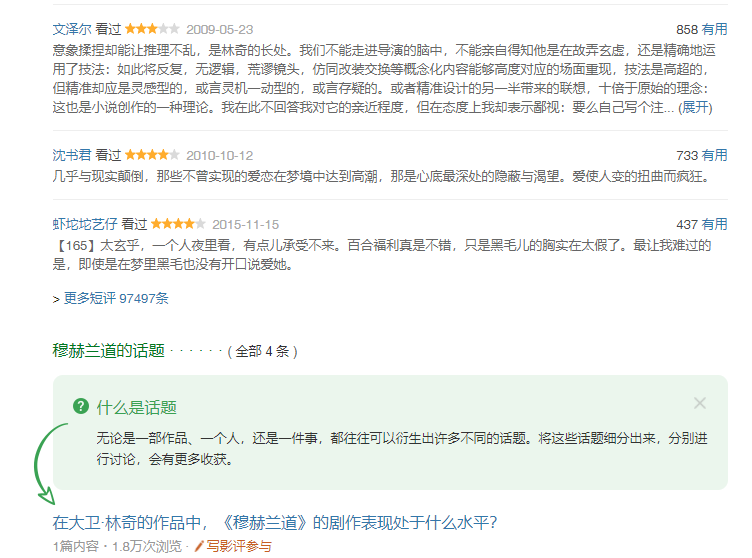 文泽尔 看过 2009-05-23 858 有用
意象揉捏却能让推理不乱，是林奇的长处。我们不能走进导演的脑中，不能亲自得知他是在故弄玄虚，还是精确地运
用了技法：如此将反复，无逻辑，荒谬镜头，仿同改装交换等概念化内容能够高度对应的场面重现，技法是高超的，
但精准却应是灵感型的，或言灵机一动型的，或言存疑的。或者精准设计的另一半带来的联想，十倍于原始的理念：
这也是小说创作的一种理论。我在此不回答我对它的亲近程度，但在态度上我却表示鄙视：要么自己写个注... (展开)
沈书君 看过 2010-10-12 733 有用
几乎与现实颠倒，那些不曾实现的爱恋在梦境中达到高潮，那是心底最深处的隐蔽与渴望。爱使人变的扭曲而疯狂。
虾坨坨艺仔 看过 2015-11-15 437 有用
【165】太玄乎，一个人夜里看，有点儿承受不来。百合福利真是不错，只是黑毛儿的胸实在太假了。最让我难过的
是，即使是在梦里黑毛也没有开口说爱她。
> 更多短评 97497条
穆赫兰道的话题 · · · · · · ( 全部 4 条 )
? 什么是话题 ×
无论是一部作品、一个人，还是一件事，都往往可以衍生出许多不同的话题。将这些话题细分出来，分别进
行讨论，会有更多收获。
在大卫·林奇的作品中，《穆赫兰道》的剧作表现处于什么水平？
1篇内容 · 1.8万次浏览 · 写影评参与